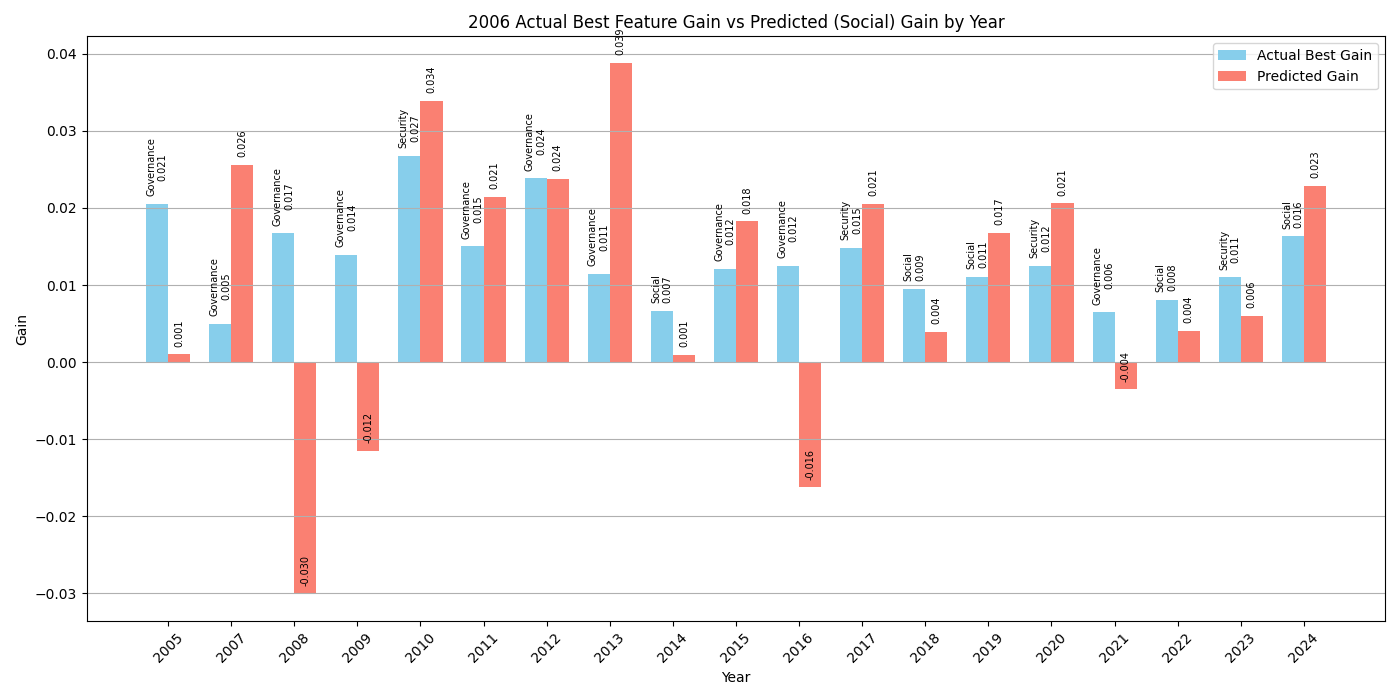 2006 Actual Best Feature Gain vs Predicted (Social) Gain by Year
Actual Best Gain
Predicted Gain
Gain
0.04
0.03
0.02
0.01
0.00
−0.01
−0.02
−0.03
Governance
0.021
0.001
Governance
0.005
0.026
Governance
0.017
-0.030
Governance
0.014
-0.012
Security
0.027
0.034
Governance
0.015
0.021
Governance
0.024
0.024
Governance
0.011
0.039
Social
0.007
0.001
Governance
0.012
0.018
Governance
0.012
-0.016
Security
0.015
0.021
Social
0.009
0.004
Social
0.011
0.017
Security
0.012
0.021
Governance
0.006
-0.004
Social
0.008
0.004
Security
0.011
0.006
Social
0.016
0.023
2005
2007
2008
2009
2010
2011
2012
2013
2014
2015
2016
2017
2018
2019
2020
2021
2022
2023
2024
Year